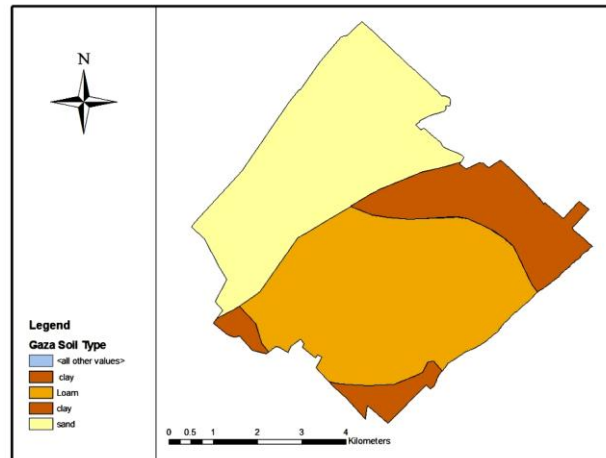 N
Legend
Gaza Soil Type
<all other values>
clay
Loam
clay
sand
0 0.5 1 2 3 4
Kilometers